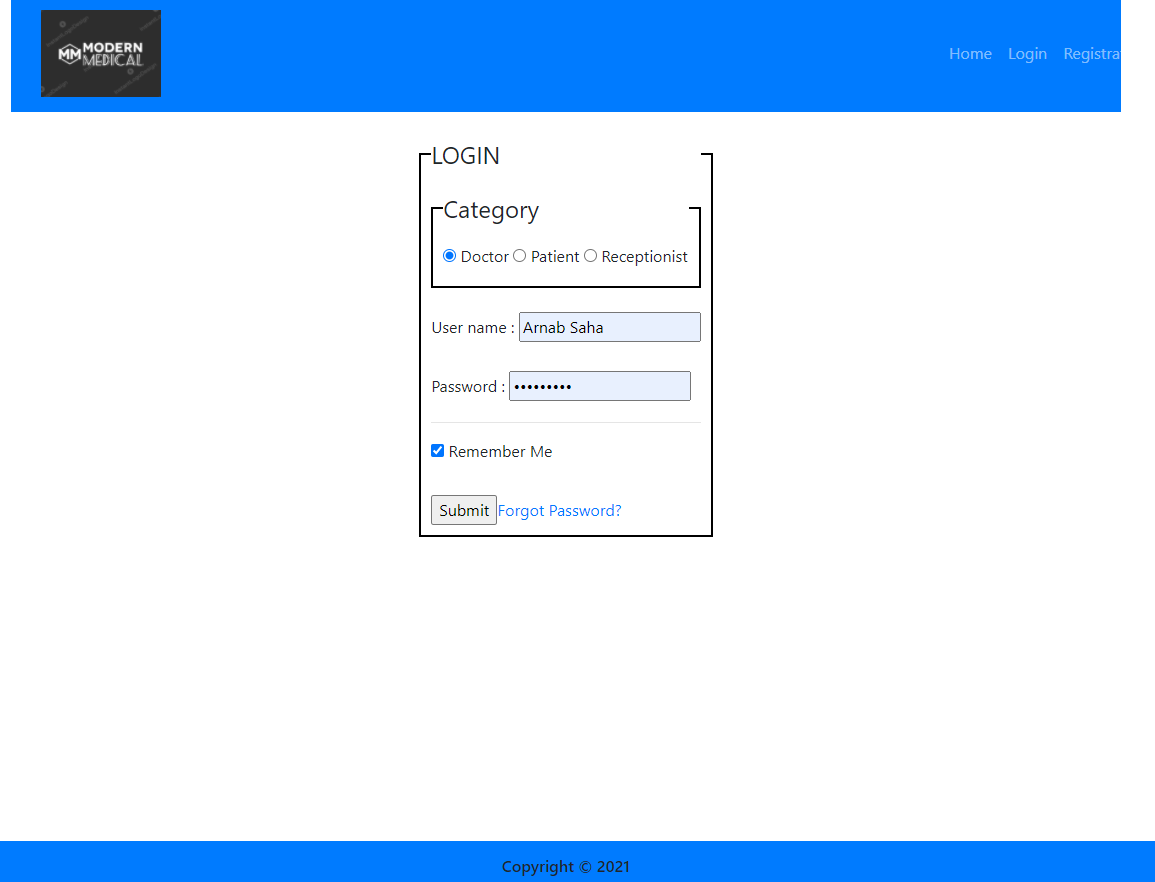 MM MODERN
MEDICAL
Home Login Registra
LOGIN
Category
Doctor Patient Receptionist
User name : Arnab Saha
Password : •••••••••
Remember Me
Submit Forgot Password?
Copyright © 2021